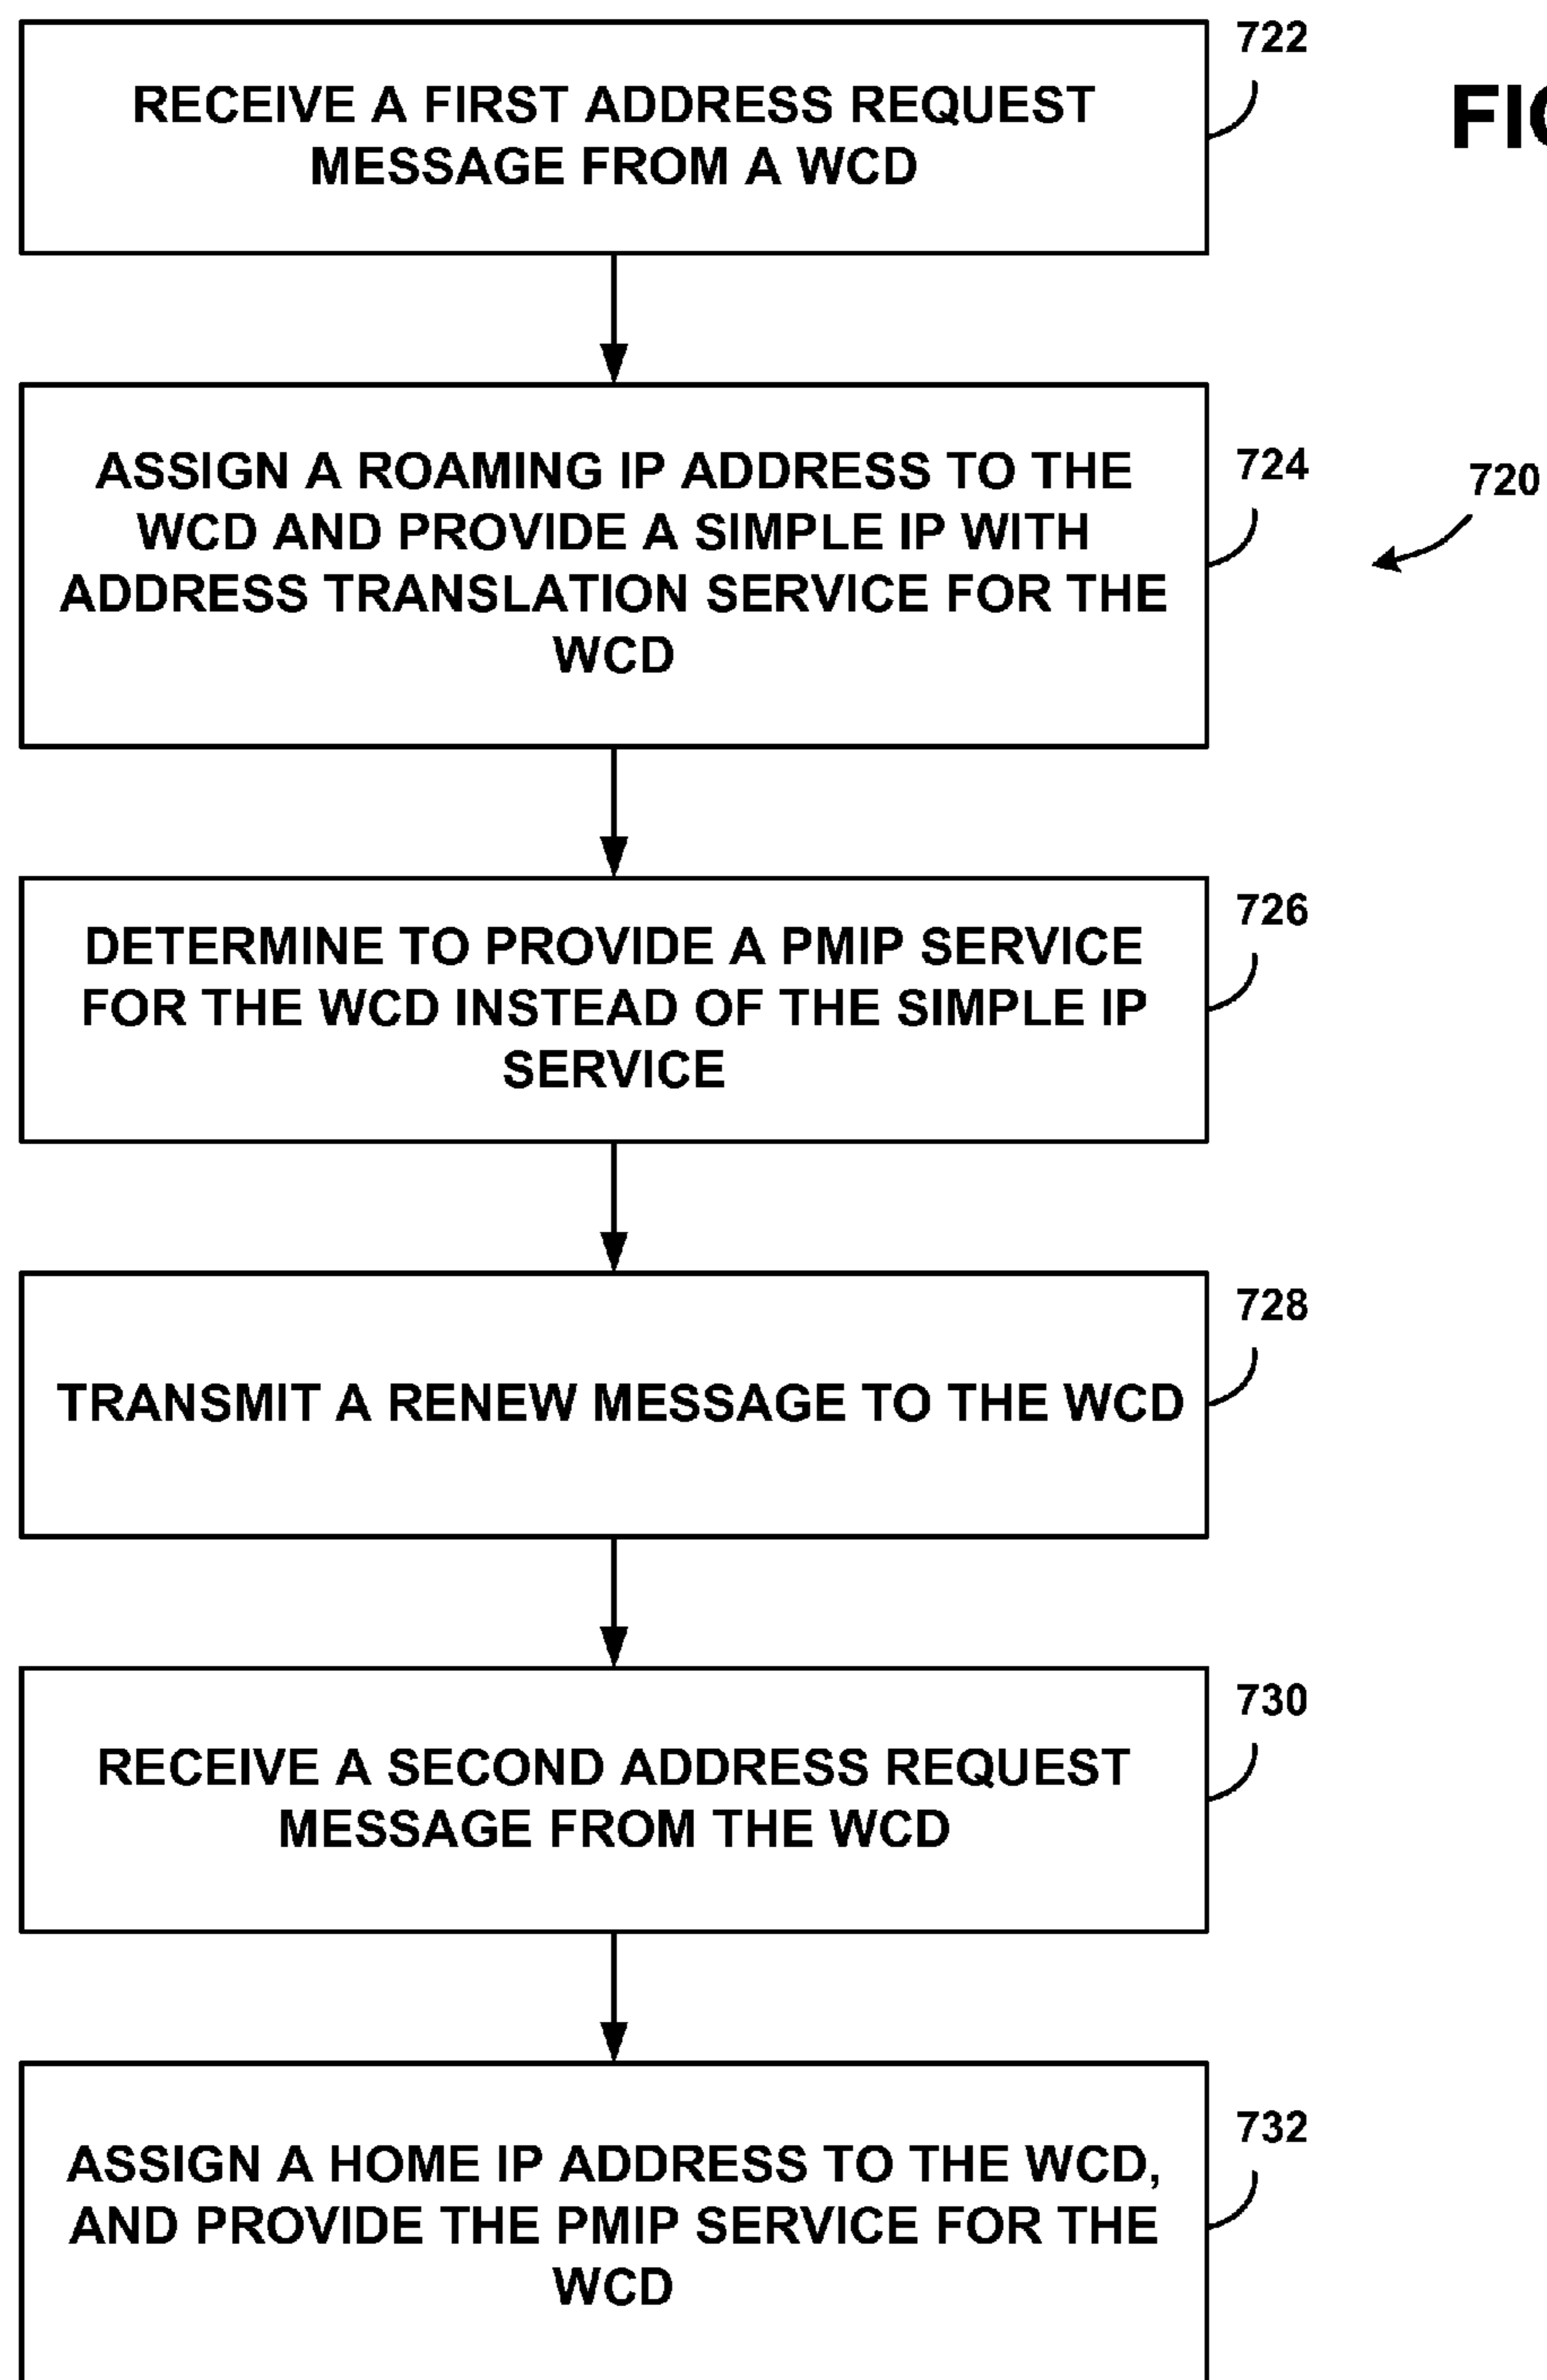 722
RECEIVE A FIRST ADDRESS REQUEST
MESSAGE FROM A WCD
724
ASSIGN A ROAMING IP ADDRESS TO THE
WCD AND PROVIDE A SIMPLE IP WITH
ADDRESS TRANSLATION SERVICE FOR THE
WCD
720
726
DETERMINE TO PROVIDE A PMIP SERVICE
FOR THE WCD INSTEAD OF THE SIMPLE IP
SERVICE
728
TRANSMIT A RENEW MESSAGE TO THE WCD
730
RECEIVE A SECOND ADDRESS REQUEST
MESSAGE FROM THE WCD
732
ASSIGN A HOME IP ADDRESS TO THE WCD,
AND PROVIDE THE PMIP SERVICE FOR THE
WCD